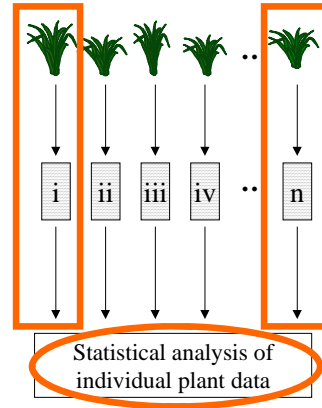 ..
i ii iii iv .. n
Statistical analysis of
individual plant data